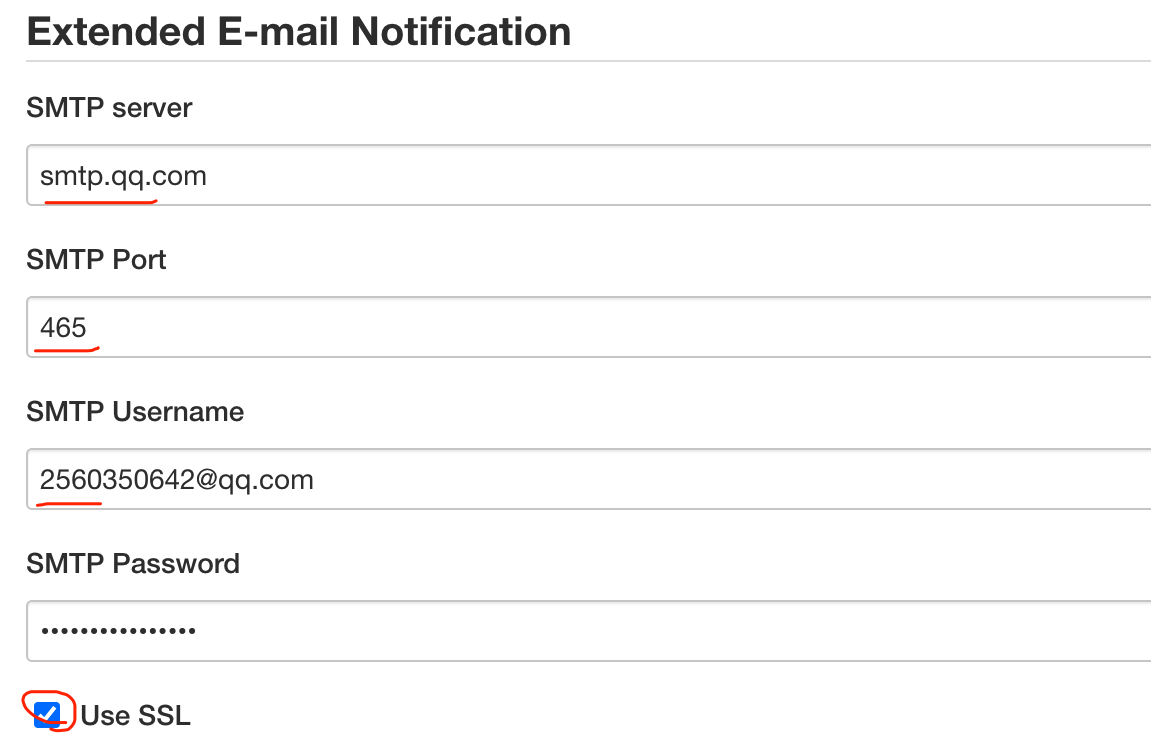 Extended E-mail Notification
SMTP server
smtp.qq.com
SMTP Port
465
SMTP Username
2560350642@qq.com
SMTP Password
••••••••••••••••
Use SSL